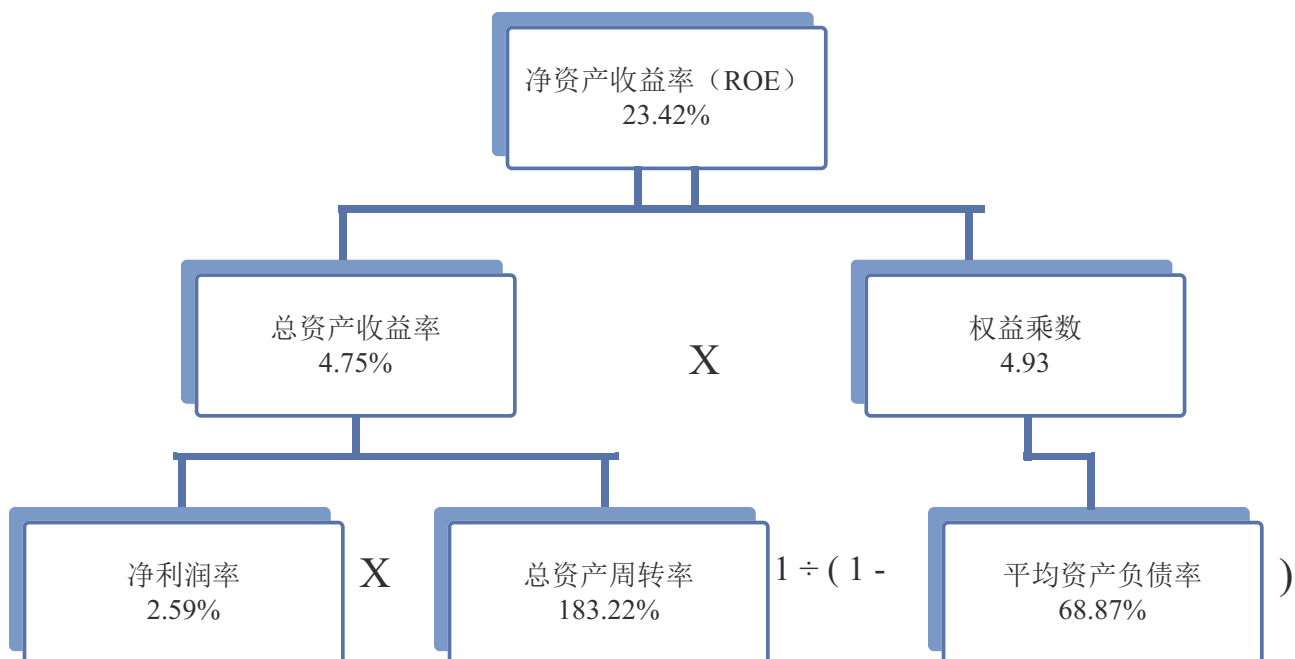 净资产收益率（ROE）
23.42%
总资产收益率
4.75%
X
权益乘数
4.93
净利润率
2.59%
X
总资产周转率
183.22%
1 ÷ ( 1 -
平均资产负债率
68.87%
)